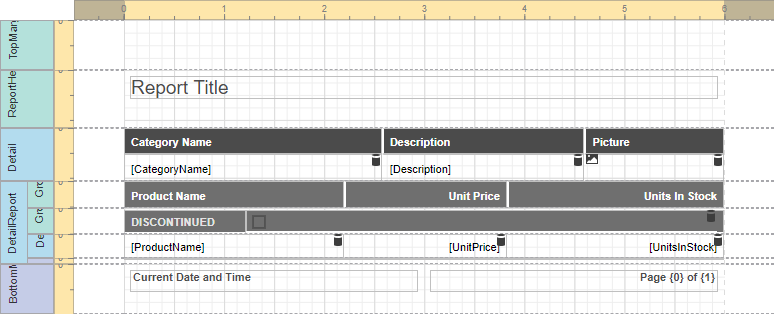 0 1 2 3 4 5 6
TopMar
ReportHe
Report Title
Detail
Category Name Description Picture
[CategoryName] [Description]
DetailReport
Gro
Product Name Unit Price Units In Stock
Gro
DISCONTINUED
De
[ProductName] [UnitPrice] [UnitsInStock]
BottomM
Current Date and Time Page {0} of {1}